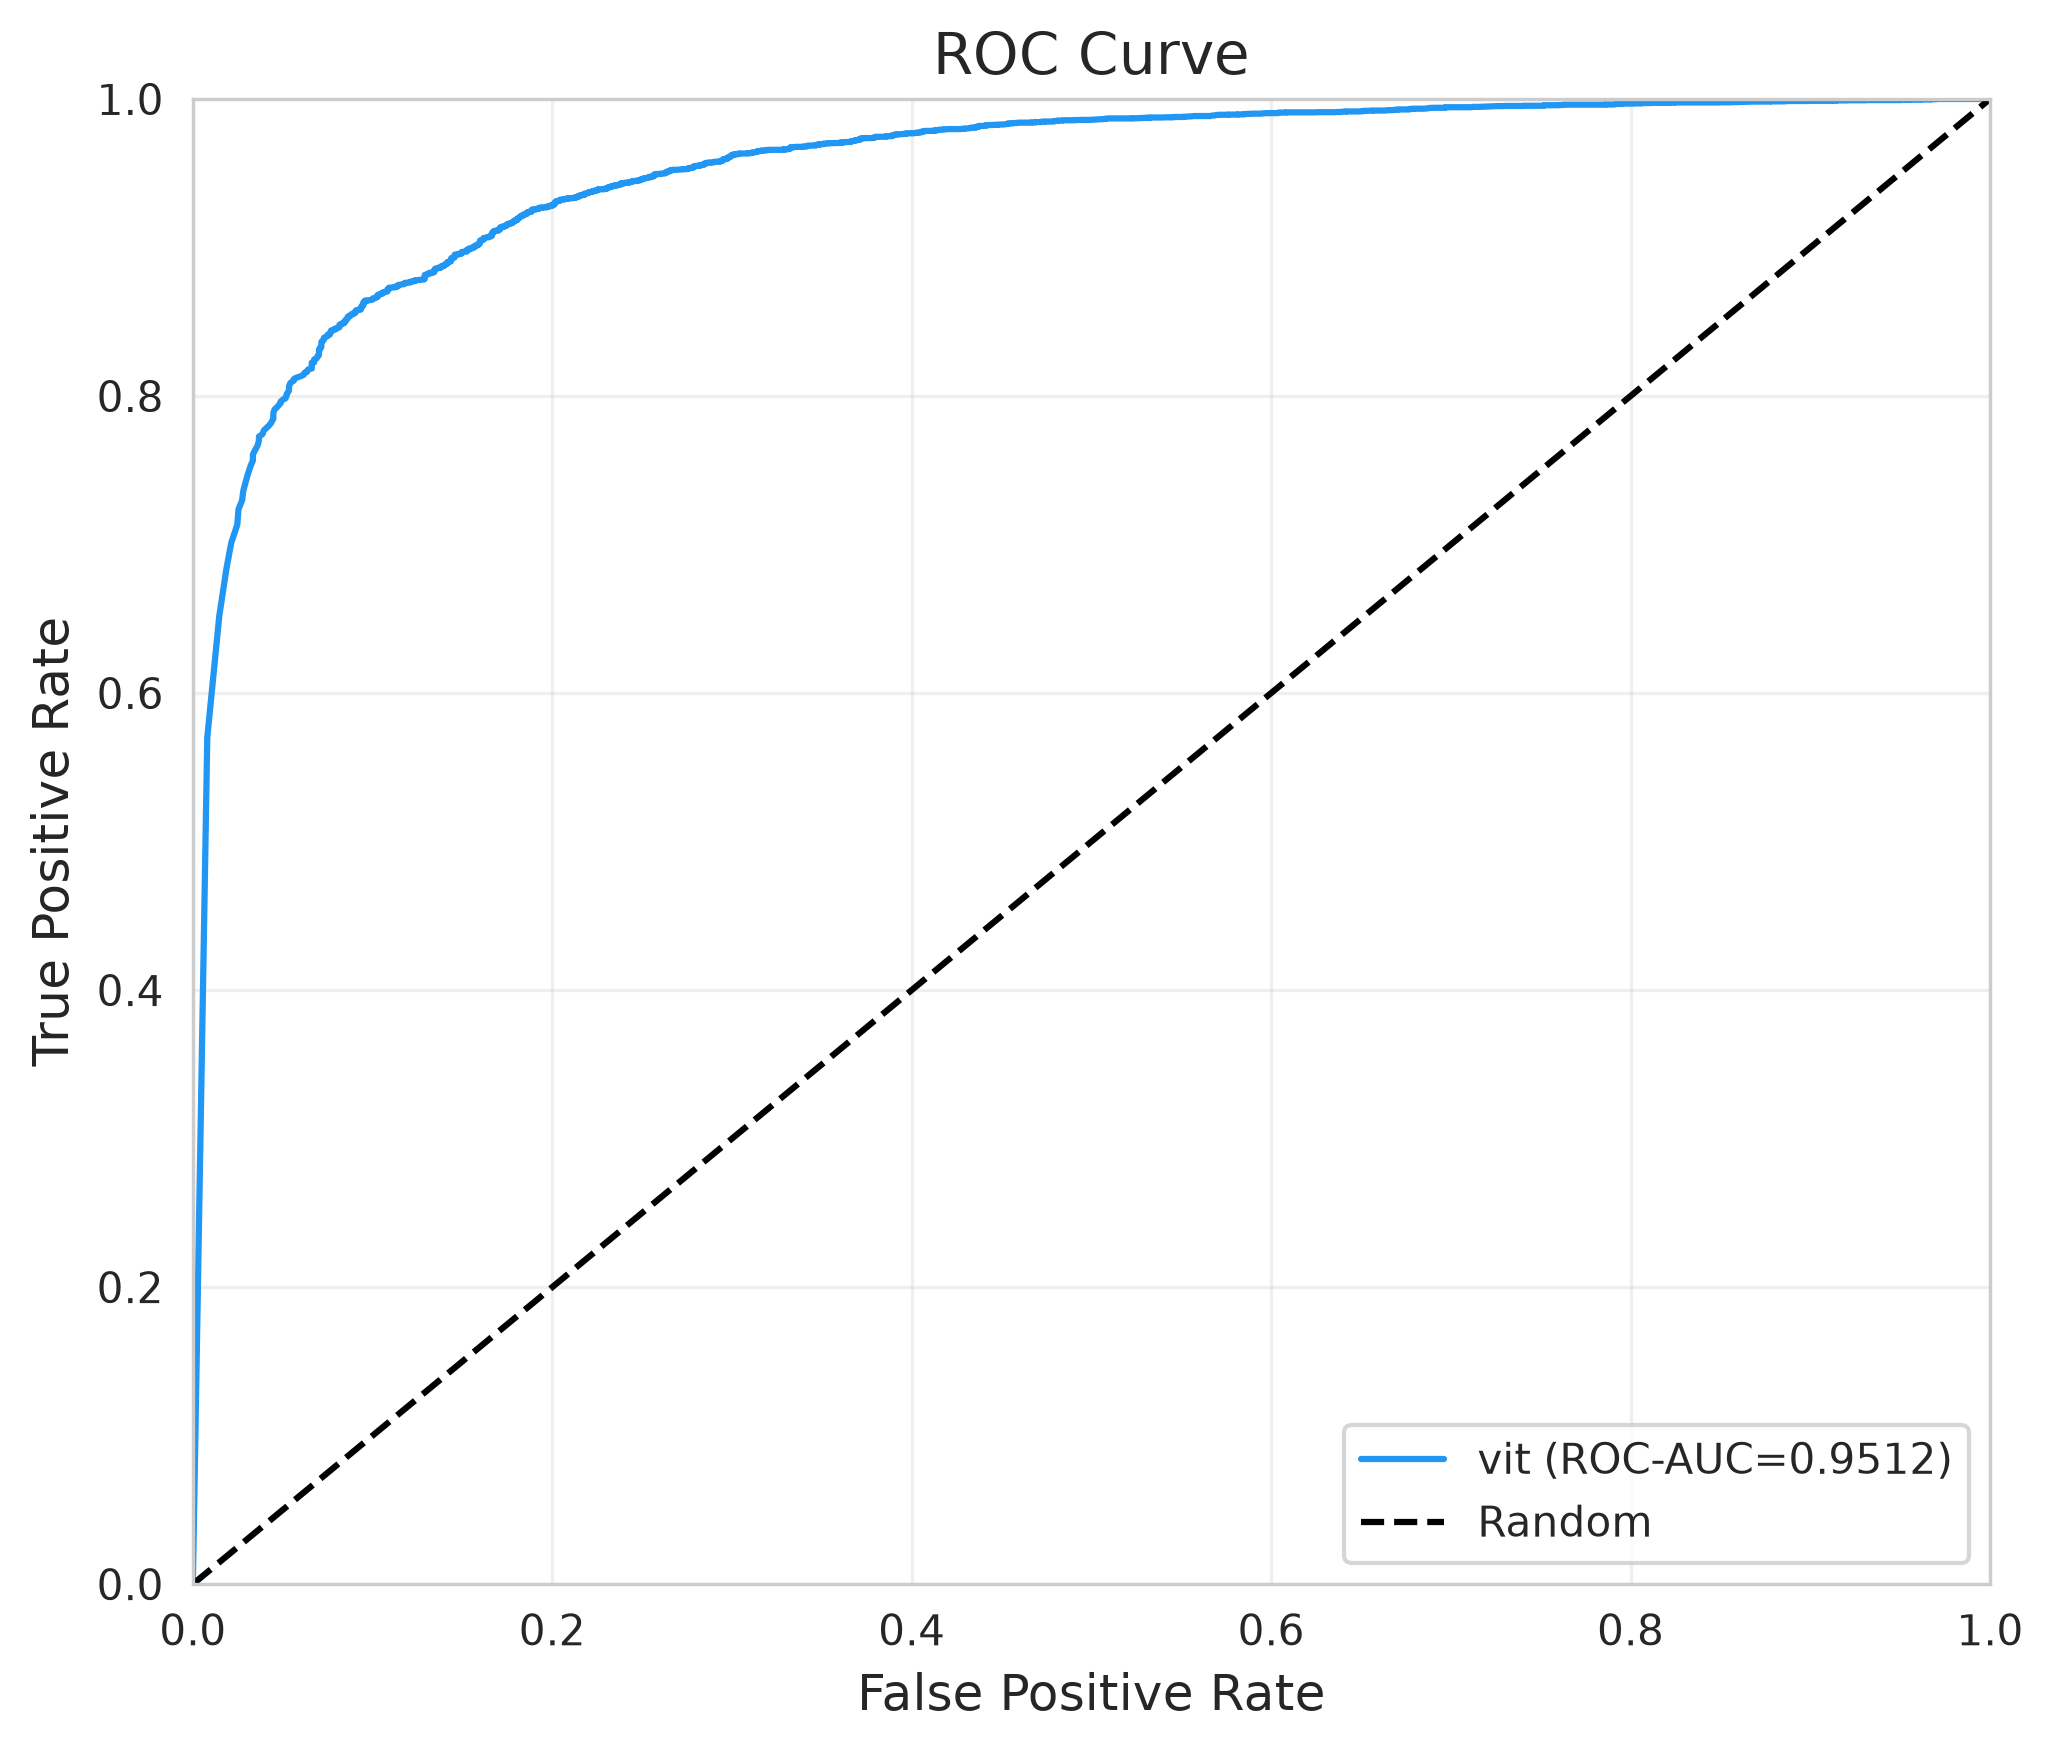 ROC Curve
1.0
0.8
0.6
0.4
0.2
0.0
True Positive Rate
0.0 0.2 0.4 0.6 0.8 1.0
False Positive Rate
vit (ROC-AUC=0.9512)
Random